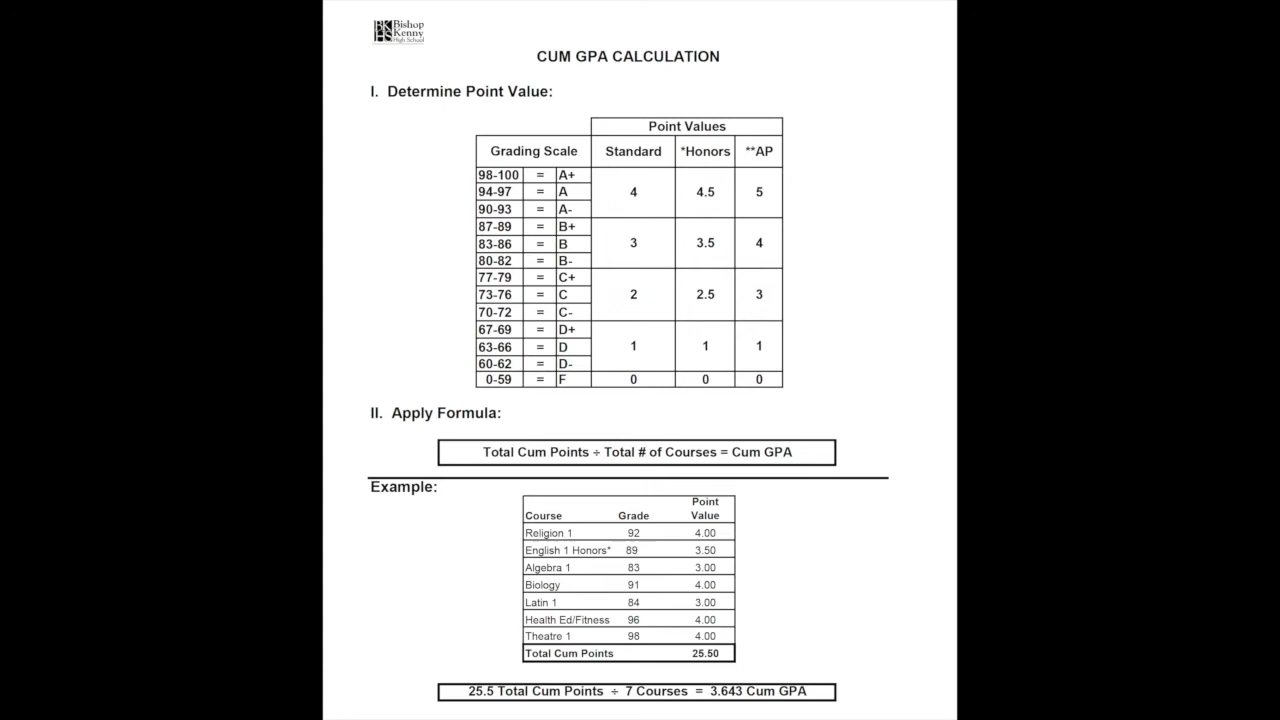 BK Bishop
HS Kenny
High School
CUM GPA CALCULATION
I. Determine Point Value:
Point Values
Grading Scale Standard *Honors **AP
98-100 = A+
94-97 = A 4 4.5 5
90-93 = A-
87-89 = B+
83-86 = B 3 3.5 4
80-82 = B-
77-79 = C+
73-76 = C 2 2.5 3
70-72 = C-
67-69 = D+
63-66 = D 1 1 1
60-62 = D-
0-59 = F 0 0 0
II. Apply Formula:
Total Cum Points ÷ Total # of Courses = Cum GPA
Example:
Point
Course Grade Value
Religion 1 92 4.00
English 1 Honors* 89 3.50
Algebra 1 83 3.00
Biology 91 4.00
Latin 1 84 3.00
Health Ed/Fitness 96 4.00
Theatre 1 98 4.00
Total Cum Points 25.50
25.5 Total Cum Points ÷ 7 Courses = 3.643 Cum GPA